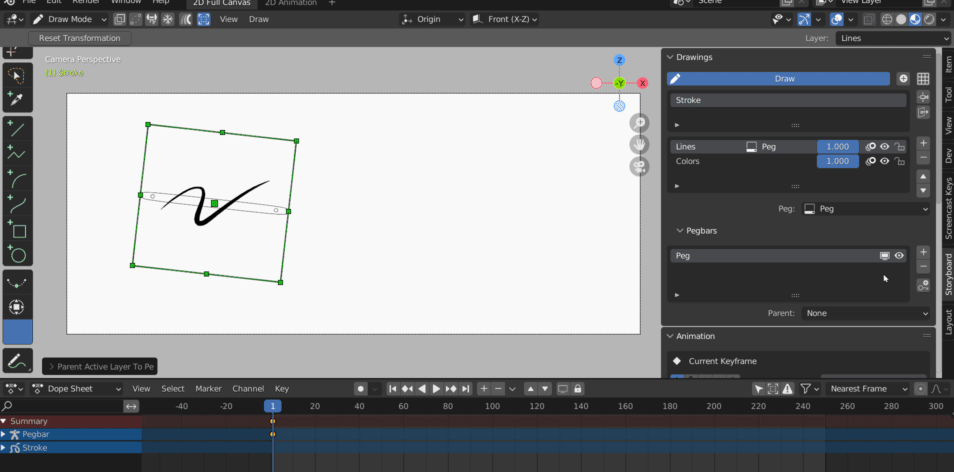 File Edit Render Window Help 2D Full Canvas 2D Animation + Scene View Layer
Draw Mode View Draw Origin Front (X-Z)
Reset Transformation Layer: Lines
Camera Perspective
(1) Stroke
Z
-Y X
Drawings
Draw
Stroke
Lines Peg 1.000
Colors 1.000
Peg: Peg
Pegbars
Peg
Parent: None
Animation
Current Keyframe
Item
Tool
View
Dev
Screencast Keys
Storyboard
Layout
Parent Active Layer To Pe
Dope Sheet View Select Marker Channel Key Nearest Frame
-40 -20 1 20 40 60 80 100 120 140 160 180 200 220 240 260 280 300
Summary
Pegbar
Stroke